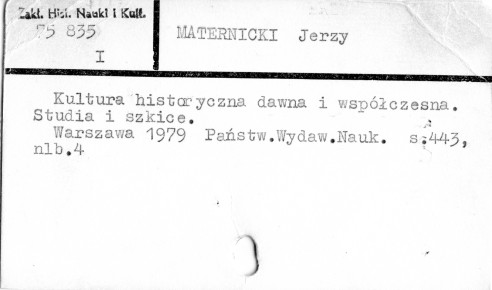 Zakł. Hist. Nauki i Kult.
75 835
I
MATERNICKI Jerzy
Kultura historyczna dawna i współczesna.
Studia i szkice.
Warszawa 1979 Państw.Wydaw.Nauk. s.443,
nlb.4